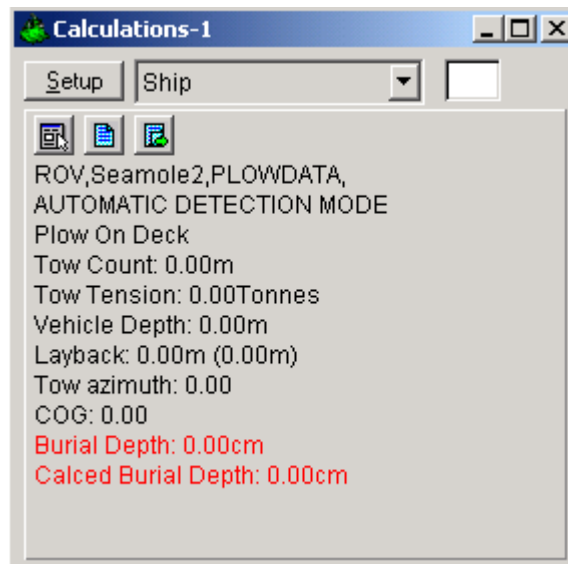 Calculations-1
Setup Ship
ROV,Seamole2,PLOWDATA,
AUTOMATIC DETECTION MODE
Plow On Deck
Tow Count: 0.00m
Tow Tension: 0.00Tonnes
Vehicle Depth: 0.00m
Layback: 0.00m (0.00m)
Tow azimuth: 0.00
COG: 0.00
Burial Depth: 0.00cm
Calced Burial Depth: 0.00cm